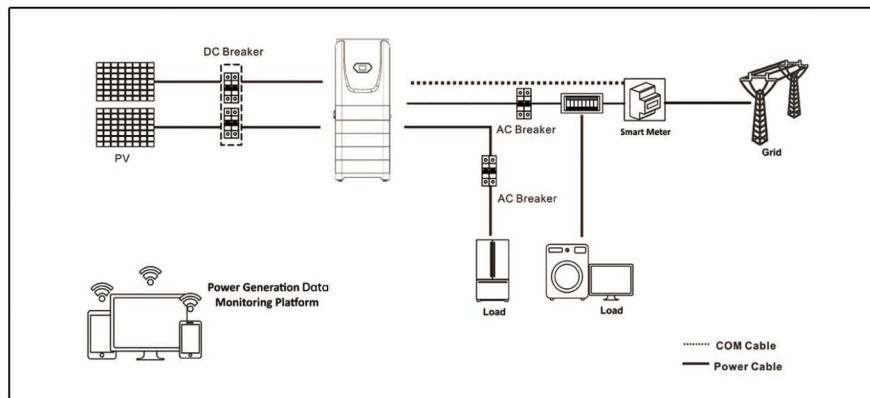 DC Breaker
PV
AC Breaker
Smart Meter
Grid
AC Breaker
Load
Load
Power Generation Data
Monitoring Platform
COM Cable
Power Cable